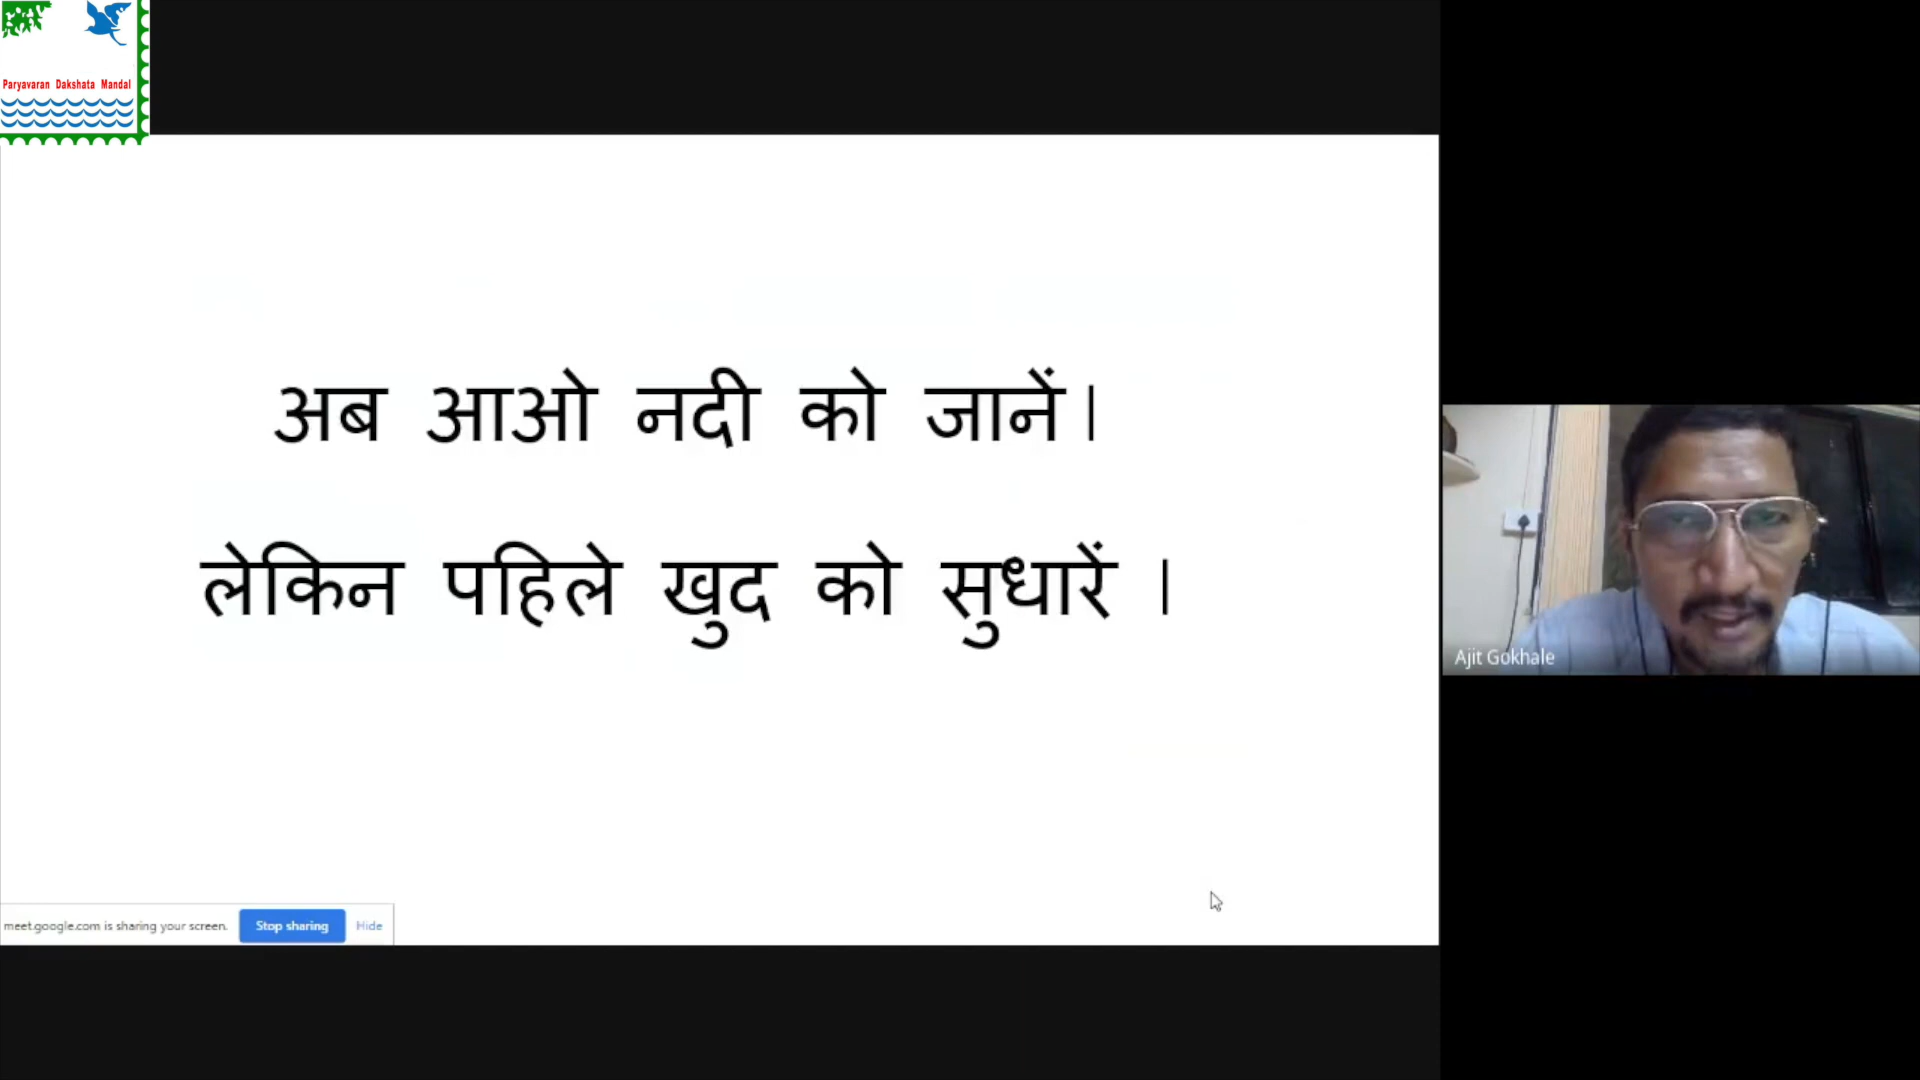 Paryavaran Dakshata Mandal
अब आओ नदी को जानें।
लेकिन पहिले खुद को सुधारें ।
Ajit Gokhale
meet.google.com is sharing your screen. Stop sharing Hide